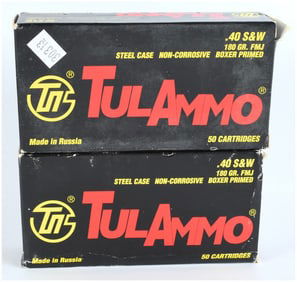 30319
.40 S&W
180 GR. FMJ
STEEL CASE NON-CORROSIVE BOXER PRIMED
®
TULAMMO®
Made in Russia
50 CARTRIDGES
.40 S&W
180 GR. FMJ
STEEL CASE NON-CORROSIVE BOXER PRIMED
®
TULAMMO®
Made in Russia
50 CARTRIDGES